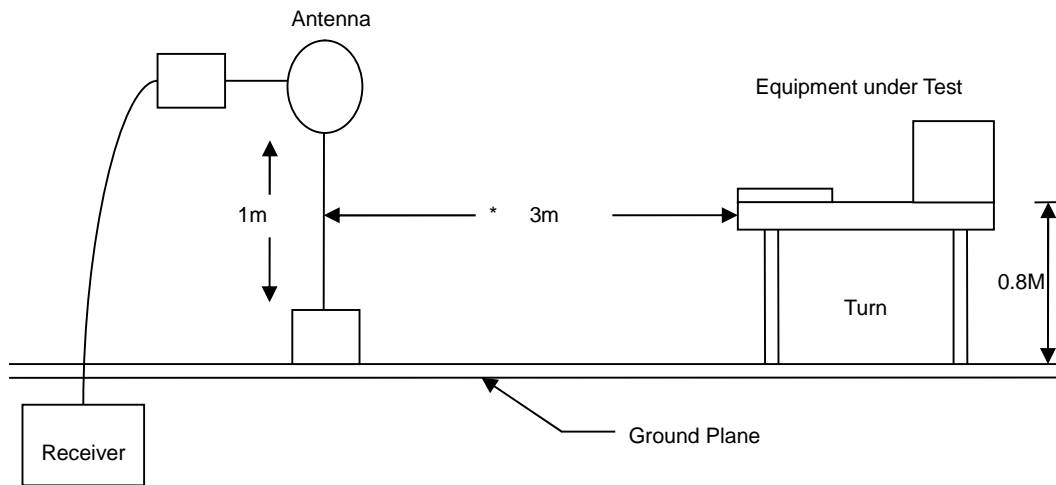 Antenna
Equipment under Test
1m
* 3m
0.8M
Turn
Receiver
Ground Plane